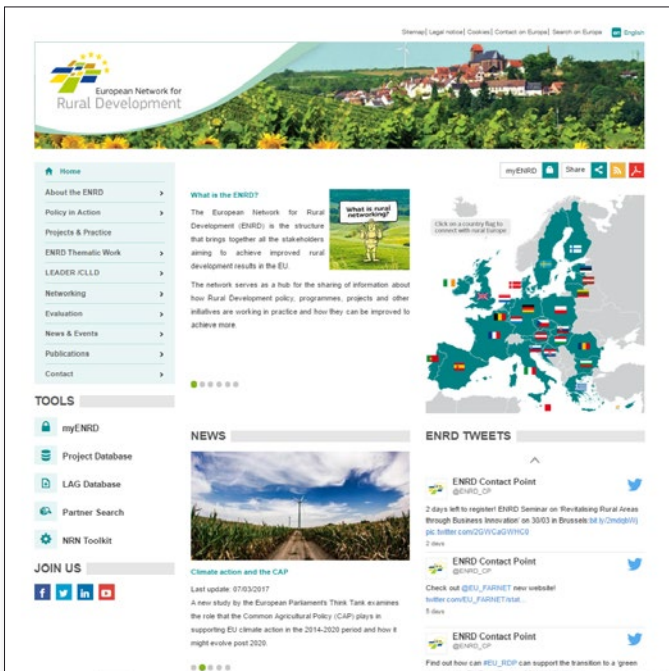 Sitemap| Legal notice| Cookies| Contact on Europa| Search on Europa en English
European Network for
Rural Development
Home
About the ENRD
Policy in Action
Projects & Practice
ENRD Thematic Work
LEADER /CLLD
Networking
Evaluation
News & Events
Publications
Contact
TOOLS
myENRD
Project Database
LAG Database
Partner Search
NRN Toolkit
JOIN US
What is the ENRD?
The European Network for Rural
Development (ENRD) is the structure
that brings together all the stakeholders
aiming to achieve improved rural
development results in the EU.
What is rural
networking?
The network serves as a hub for the sharing of information about
how Rural Development policy, programmes, projects and other
initiatives are working in practice and how they can be improved to
achieve more.
NEWS
Climate action and the CAP
Last update: 07/03/2017
A new study by the European Parliament's Think Tank examines
the role that the Common Agricultural Policy (CAP) plays in
supporting EU climate action in the 2014-2020 period and how it
might evolve post 2020.
myENRD Share
Click on a country flag to
connect with rural Europe
ENRD TWEETS
ENRD Contact Point
@ENRD_CP
2 days left to register! ENRD Seminar on 'Revitalising Rural Areas
through Business Innovation' on 30/03 in Brussels
pic.twitter.com/2GWCaGWHC0
2 days
ENRD Contact Point
@ENRD_CP
Check out @EU_FARNET new website!
twitter.com/EU_FARNET/stat...
5 days
ENRD Contact Point
@ENRD_CP
Find out how can #EU_RDP can support the transition to a 'green